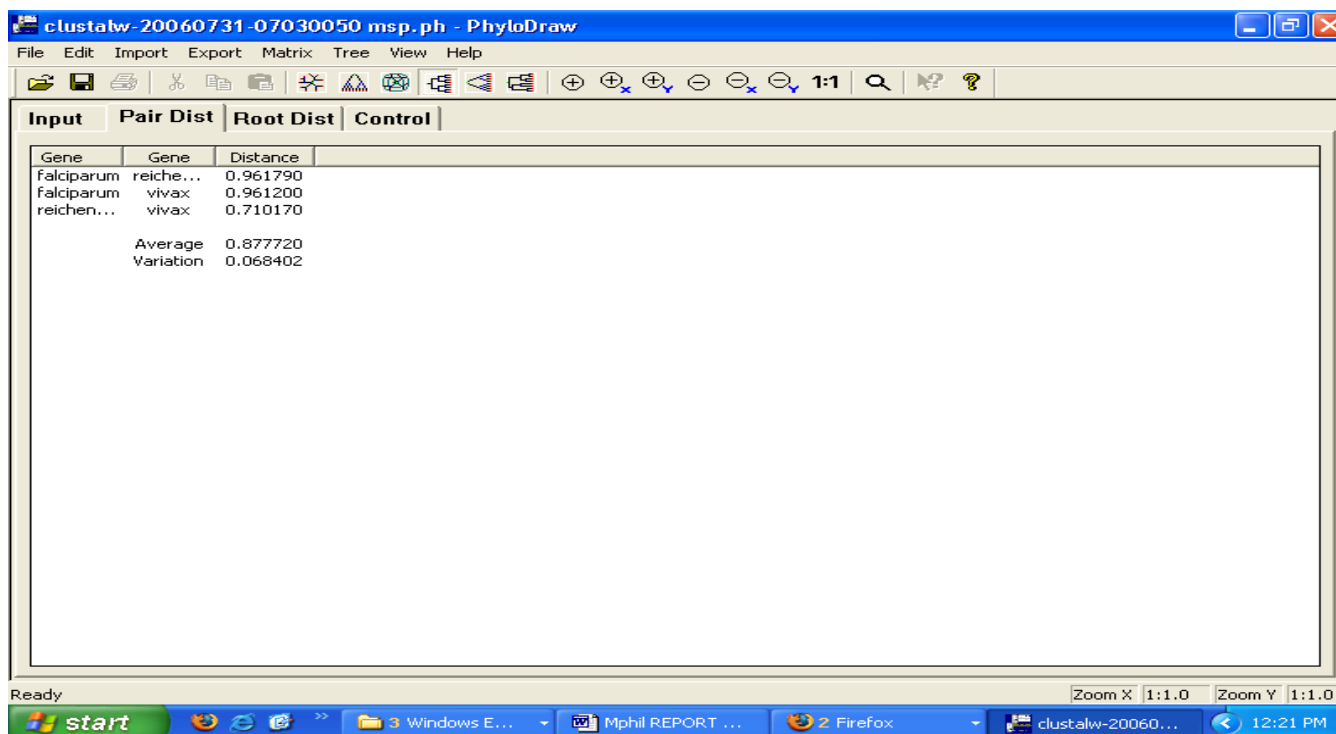 clustalw-20060731-07030050 msp.ph - PhyloDraw
File Edit Import Export Matrix Tree View Help
1:1
Input Pair Dist Root Dist Control
Gene Gene Distance
falciparum reiche... 0.961790
falciparum vivax 0.961200
reichen... vivax 0.710170
Average 0.877720
Variation 0.068402
Ready Zoom X 1:1.0 Zoom Y 1:1.0
start 3 Windows E... Mphil REPORT ... 2 Firefox clustalw-20060... 12:21 PM